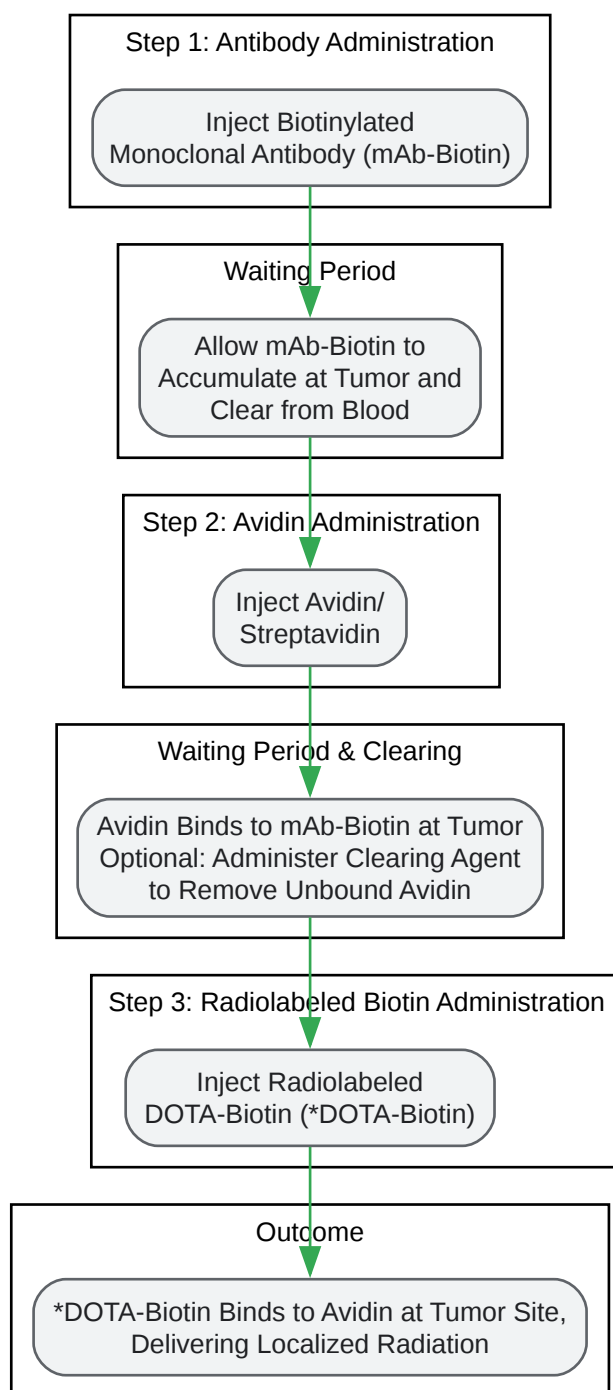 Step 1: Antibody Administration
Inject Biotinylated
Monoclonal Antibody (mAb-Biotin)
Waiting Period
Allow mAb-Biotin to
Accumulate at Tumor and
Clear from Blood
Step 2: Avidin Administration
Inject Avidin/
Streptavidin
Waiting Period & Clearing
Avidin Binds to mAb-Biotin at Tumor
Optional: Administer Clearing Agent
to Remove Unbound Avidin
Step 3: Radiolabeled Biotin Administration
Inject Radiolabeled
DOTA-Biotin (*DOTA-Biotin)
Outcome
*DOTA-Biotin Binds to Avidin at Tumor Site,
Delivering Localized Radiation